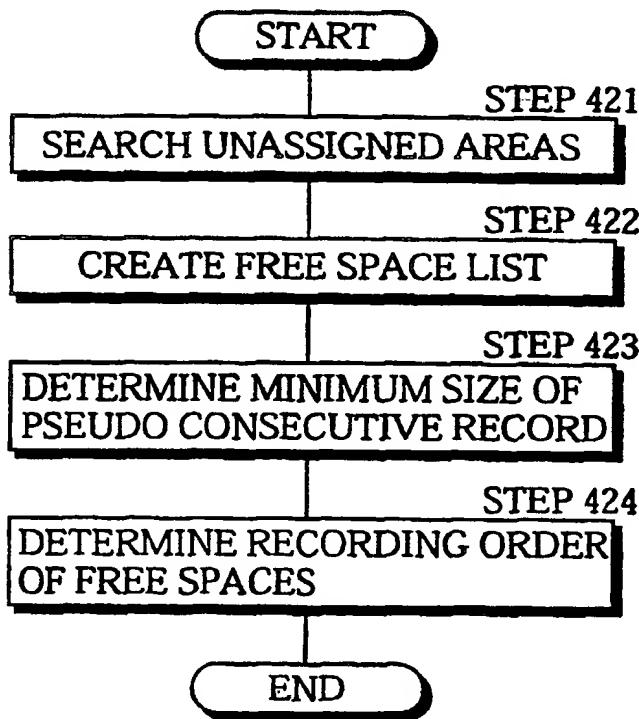 START
STEP 421
SEARCH UNASSIGNED AREAS
STEP 422
CREATE FREE SPACE LIST
STEP 423
DETERMINE MINIMUM SIZE OF
PSEUDO CONSECUTIVE RECORD
STEP 424
DETERMINE RECORDING ORDER
OF FREE SPACES
END